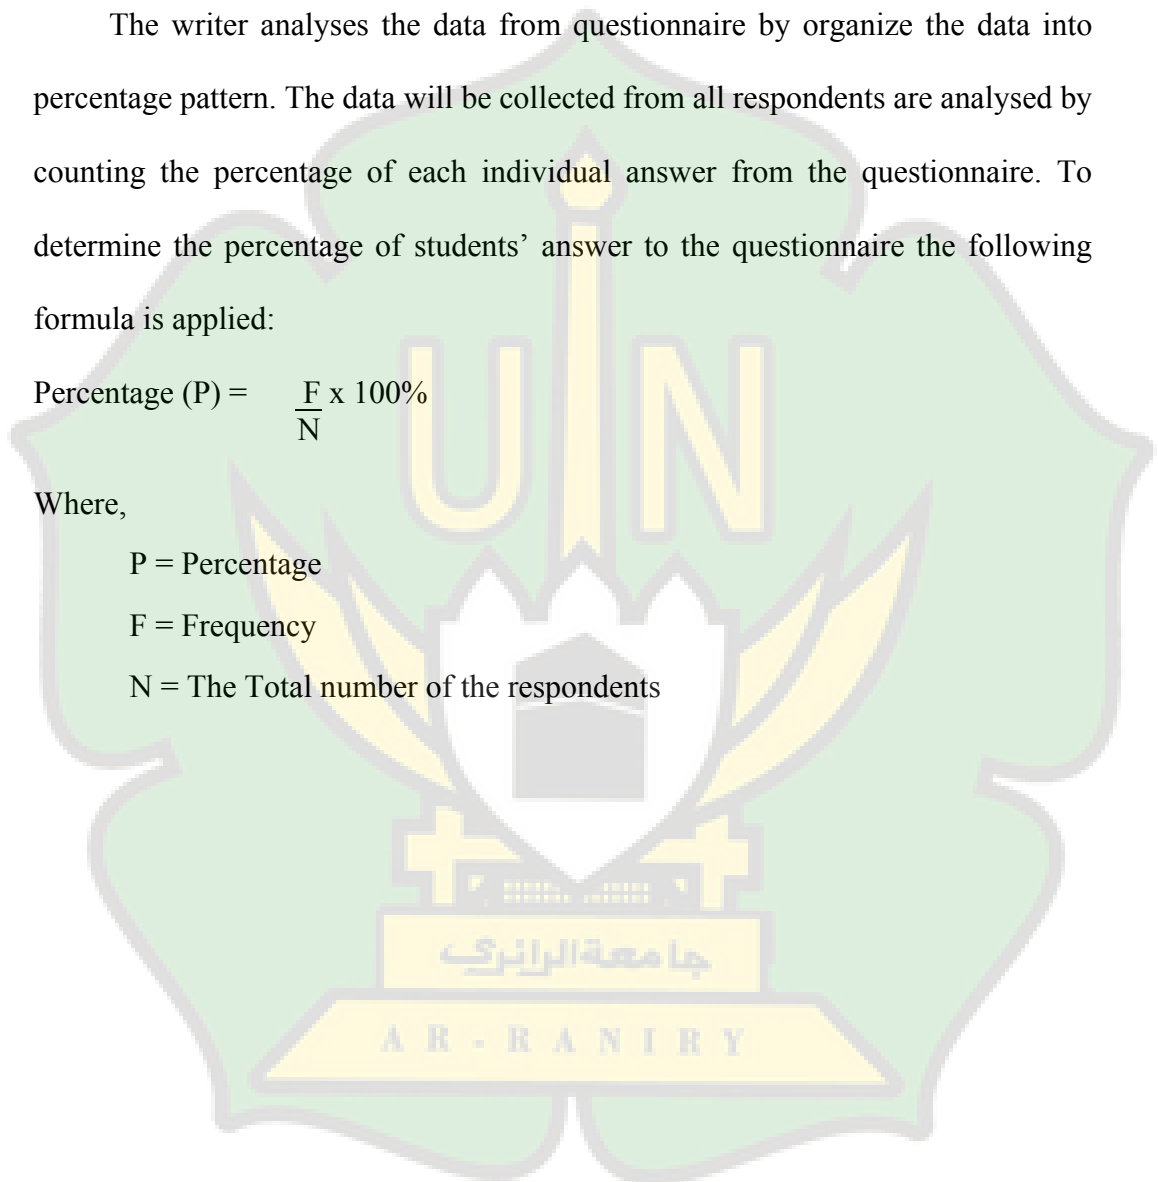 The writer analyses the data from questionnaire by organize the data into
percentage pattern. The data will be collected from all respondents are analysed by
counting the percentage of each individual answer from the questionnaire. To
determine the percentage of students’ answer to the questionnaire the following
formula is applied:
Percentage (P) = F x 100%
N
Where,
P = Percentage
F = Frequency
N = The Total number of the respondents
UIN
جامعة الرانري
AR-RANIRY